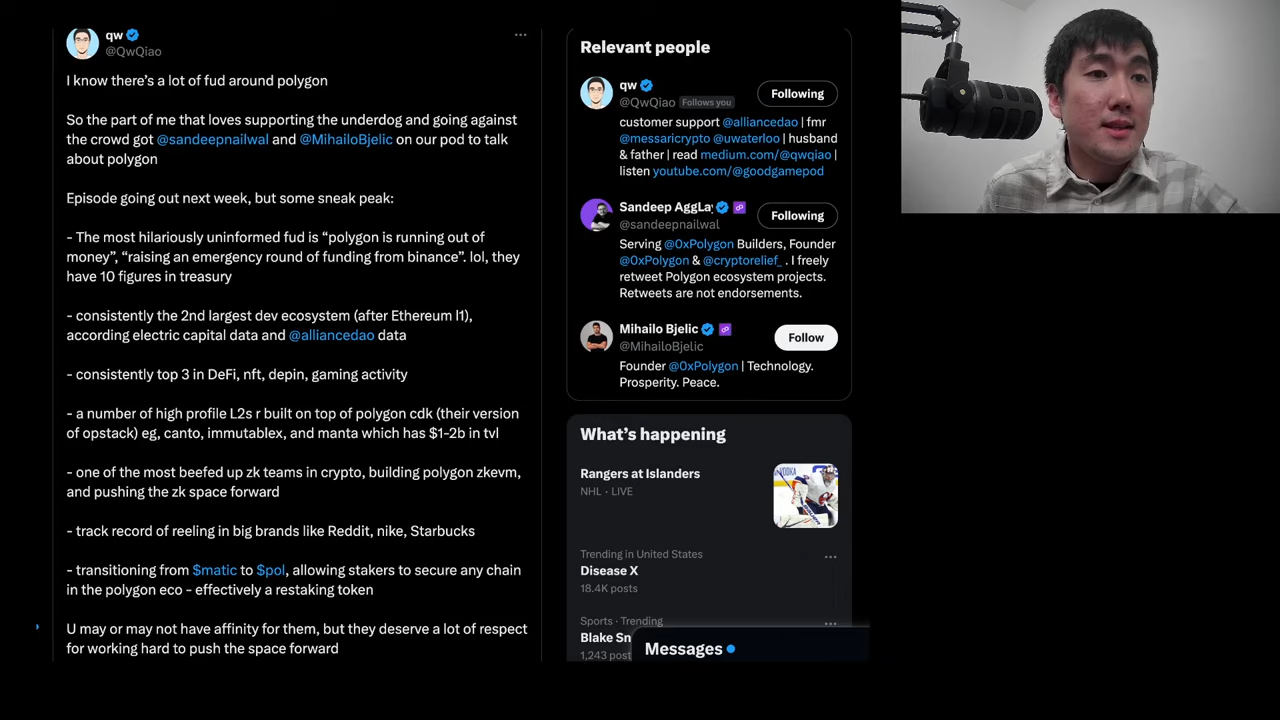 qw
@QwQiao
I know there's a lot of fud around polygon
So the part of me that loves supporting the underdog and going against
the crowd got @sandeepnailwal and @MihailoBjelic on our pod to talk
about polygon
Episode going out next week, but some sneak peak:
- The most hilariously uninformed fud is “polygon is running out of
money”, “raising an emergency round of funding from binance”. lol, they
have 10 figures in treasury
- consistently the 2nd largest dev ecosystem (after Ethereum l1),
according electric capital data and @alliancedao data
- consistently top 3 in DeFi, nft, depin, gaming activity
- a number of high profile L2s r built on top of polygon cdk (their version
of opstack) eg, canto, immutablex, and manta which has $1-2b in tvl
- one of the most beefed up zk teams in crypto, building polygon zkevm,
and pushing the zk space forward
- track record of reeling in big brands like Reddit, nike, Starbucks
- transitioning from $matic to $pol, allowing stakers to secure any chain
in the polygon eco - effectively a restaking token
U may or may not have affinity for them, but they deserve a lot of respect
for working hard to push the space forward
Relevant people
qw
@QwQiao Follows you
Following
customer support @alliancedao | fmr
@messaricrypto @uwaterloo | husband
& father | read medium.com/@qwqiao |
listen youtube.com/@goodgamepod
Sandeep AggLay
@sandeepnailwal
Following
Serving @0xPolygon Builders, Founder
@0xPolygon & @cryptorelief_ . I freely
retweet Polygon ecosystem projects.
Retweets are not endorsements.
Mihailo Bjelic
@MihailoBjelic
Follow
Founder @0xPolygon | Technology.
Prosperity. Peace.
What's happening
Rangers at Islanders
NHL · LIVE
Trending in United States
Disease X
18.4K posts
Sports · Trending
Blake Sn
1,243 post
Messages